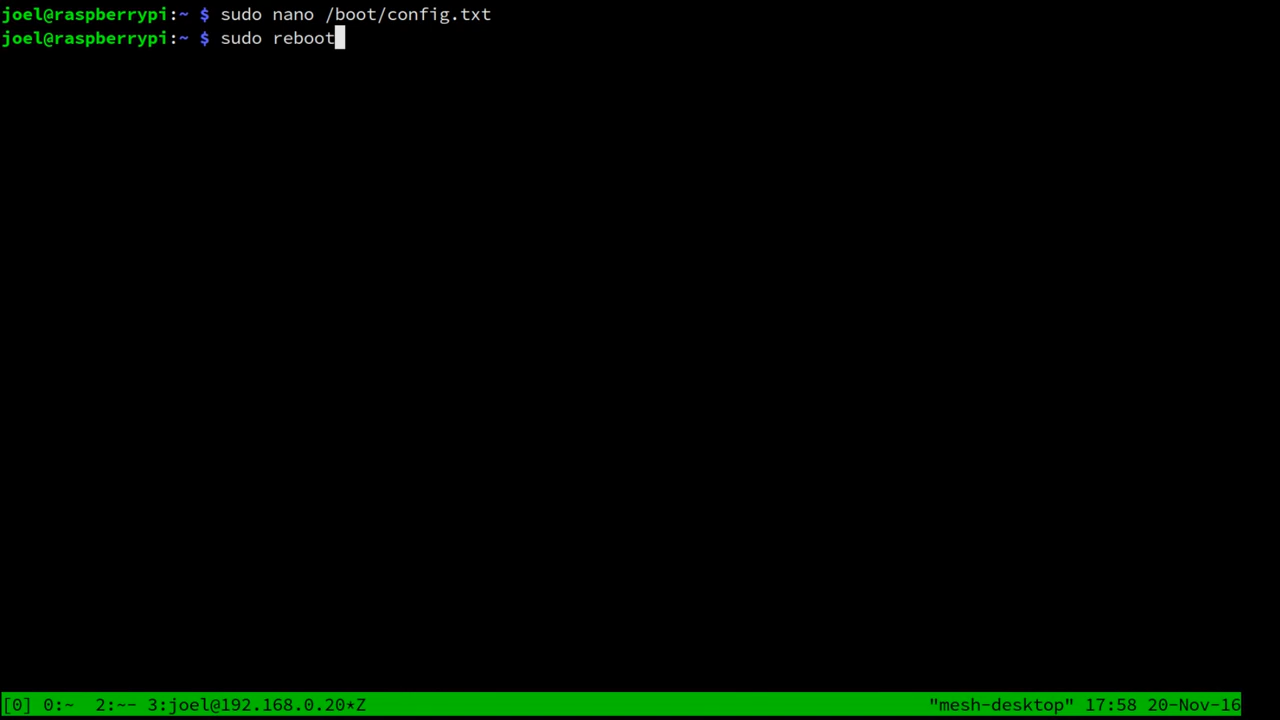 joel@raspberrypi:~ $ sudo nano /boot/config.txt
joel@raspberrypi:~ $ sudo reboot
[0] 0:~  2:~- 3:joel@192.168.0.20*Z "mesh-desktop" 17:58 20-Nov-16